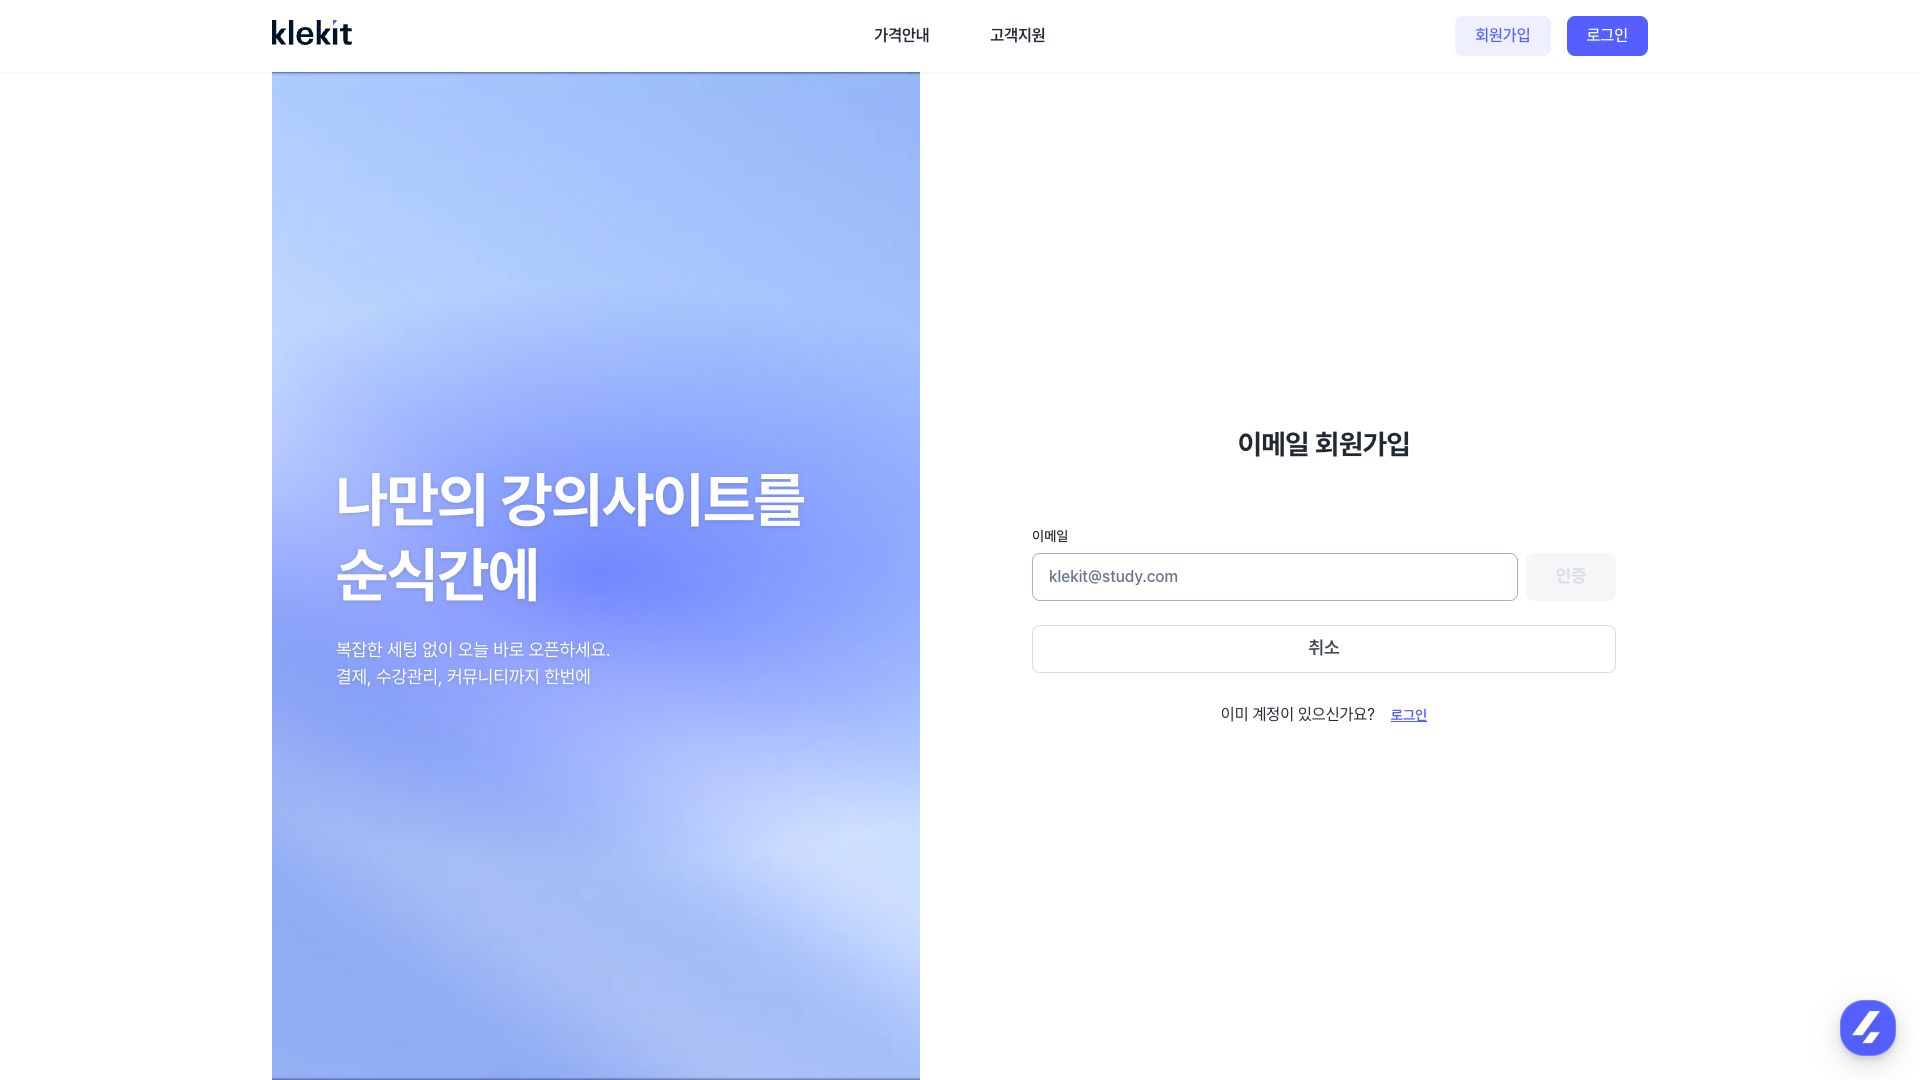 klekit
가격안내
고객지원
회원가입
로그인
나만의 강의사이트를
순식간에
복잡한 세팅 없이 오늘 바로 오픈하세요.
결제, 수강관리, 커뮤니티까지 한번에
이메일 회원가입
이메일
klekit@study.com
인증
취소
이미 계정이 있으신가요? 로그인